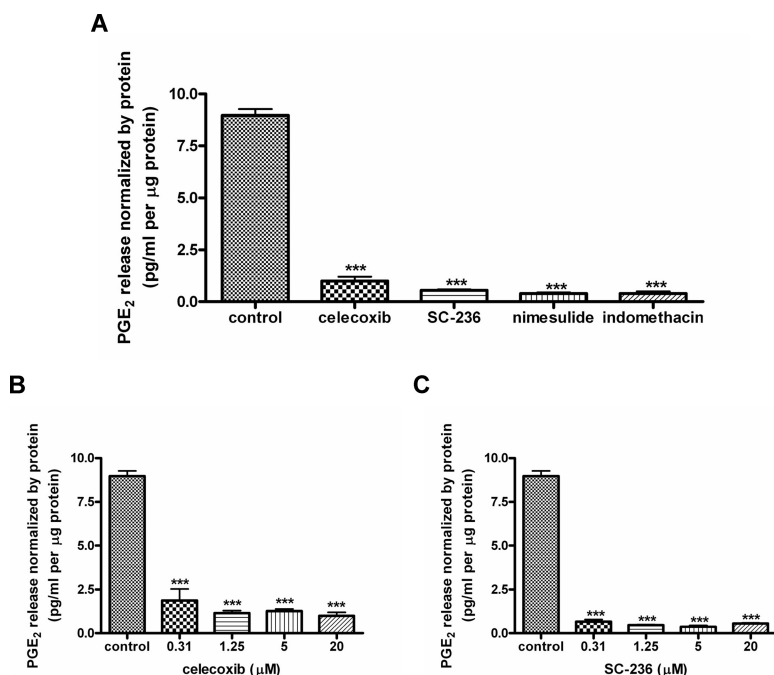 A
PGE₂ release normalized by protein
(pg/ml per μg protein)
10.0
7.5
5.0
2.5
0.0
*** *** *** ***
control celecoxib SC-236 nimesulide indomethacin
B
PGE₂ release normalized by protein
(pg/ml per μg protein)
10.0
7.5
5.0
2.5
0.0
*** *** *** ***
control 0.31 1.25 5 20
celecoxib (μM)
C
PGE₂ release normalized by protein
(pg/ml per μg protein)
10.0
7.5
5.0
2.5
0.0
*** *** *** ***
control 0.31 1.25 5 20
SC-236 (μM)